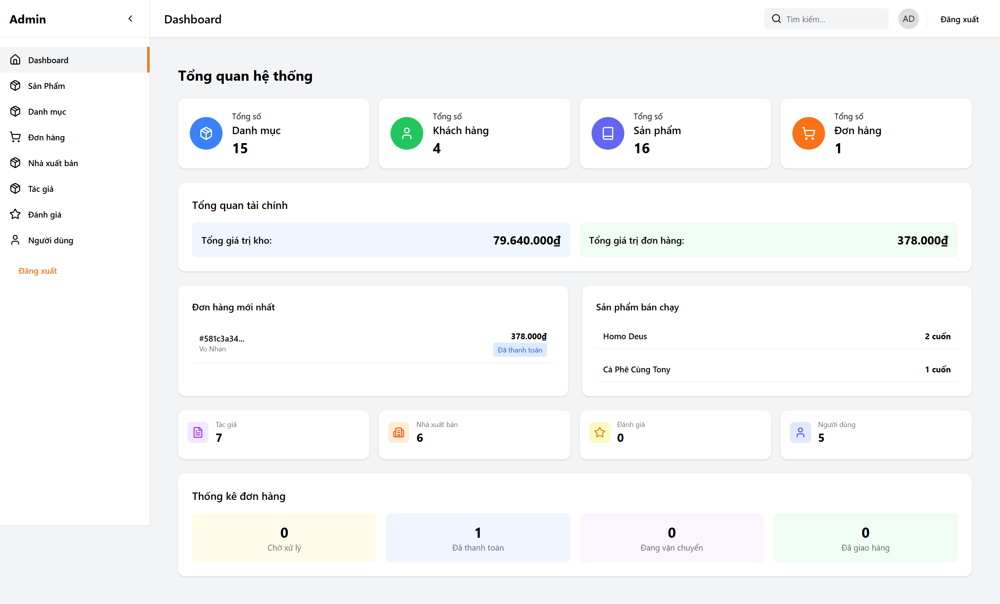 Admin
Dashboard
Tìm kiếm...
AD
Đăng xuất
Dashboard
Sản Phẩm
Danh mục
Đơn hàng
Nhà xuất bản
Tác giả
Đánh giá
Người dùng
Đăng xuất
Tổng quan hệ thống
Tổng số
Danh mục
15
Tổng số
Khách hàng
4
Tổng số
Sản phẩm
16
Tổng số
Đơn hàng
1
Tổng quan tài chính
Tổng giá trị kho:
79.640.000₫
Tổng giá trị đơn hàng:
378.000₫
Đơn hàng mới nhất
#581c3a34...
Vo Nhan
378.000₫
Đã thanh toán
Sản phẩm bán chạy
Homo Deus
2 cuốn
Cà Phê Cùng Tony
1 cuốn
Tác giả
7
Nhà xuất bản
6
Đánh giá
0
Người dùng
5
Thống kê đơn hàng
0
Chờ xử lý
1
Đã thanh toán
0
Đang vận chuyển
0
Đã giao hàng